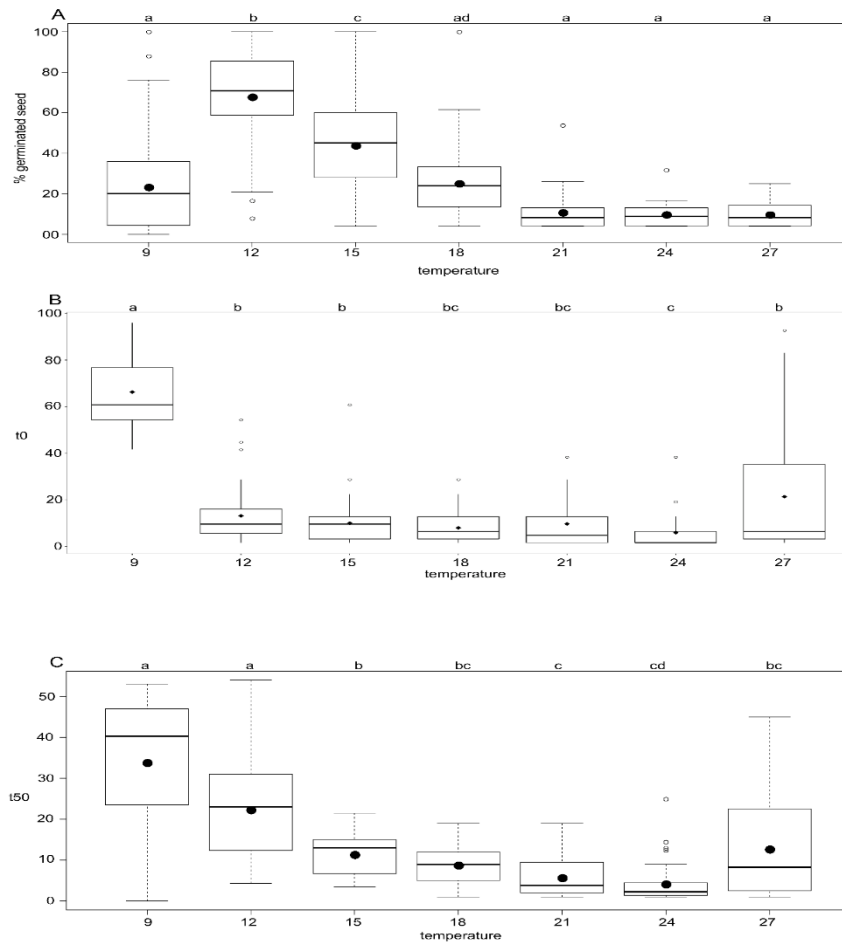 A a b c ad a a a
100
80
60
40
20
00
% germinated seed
9 12 15 18 21 24 27
temperature
B a b b bc bc c b
100
80
60
40
20
0
t0
9 12 15 18 21 24 27
temperature
C a a b bc c cd bc
50
40
30
20
10
0
t50
9 12 15 18 21 24 27
temperature